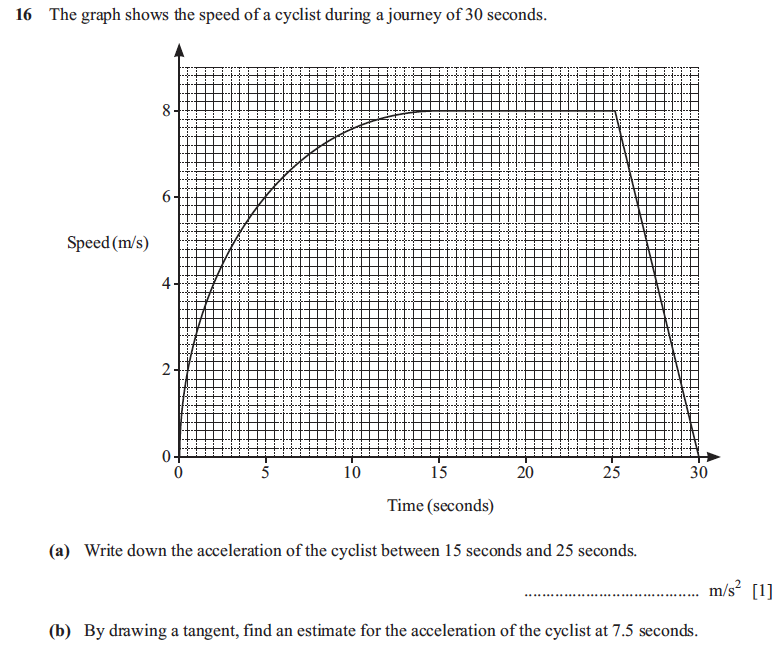 16 The graph shows the speed of a cyclist during a journey of 30 seconds.
8
6
Speed (m/s)
4
2
0
0 5 10 15 20 25 30
Time (seconds)
(a) Write down the acceleration of the cyclist between 15 seconds and 25 seconds.
....................................... m/s² [1]
(b) By drawing a tangent, find an estimate for the acceleration of the cyclist at 7.5 seconds.